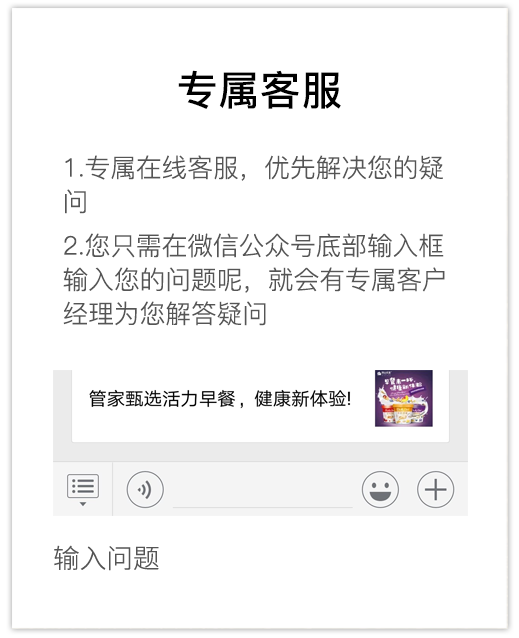 专属客服
1.专属在线客服，优先解决您的疑
问
2.您只需在微信公众号底部输入框
输入您的问题呢，就会有专属客户
经理为您解答疑问
管家甄选活力早餐，健康新体验!
输入问题